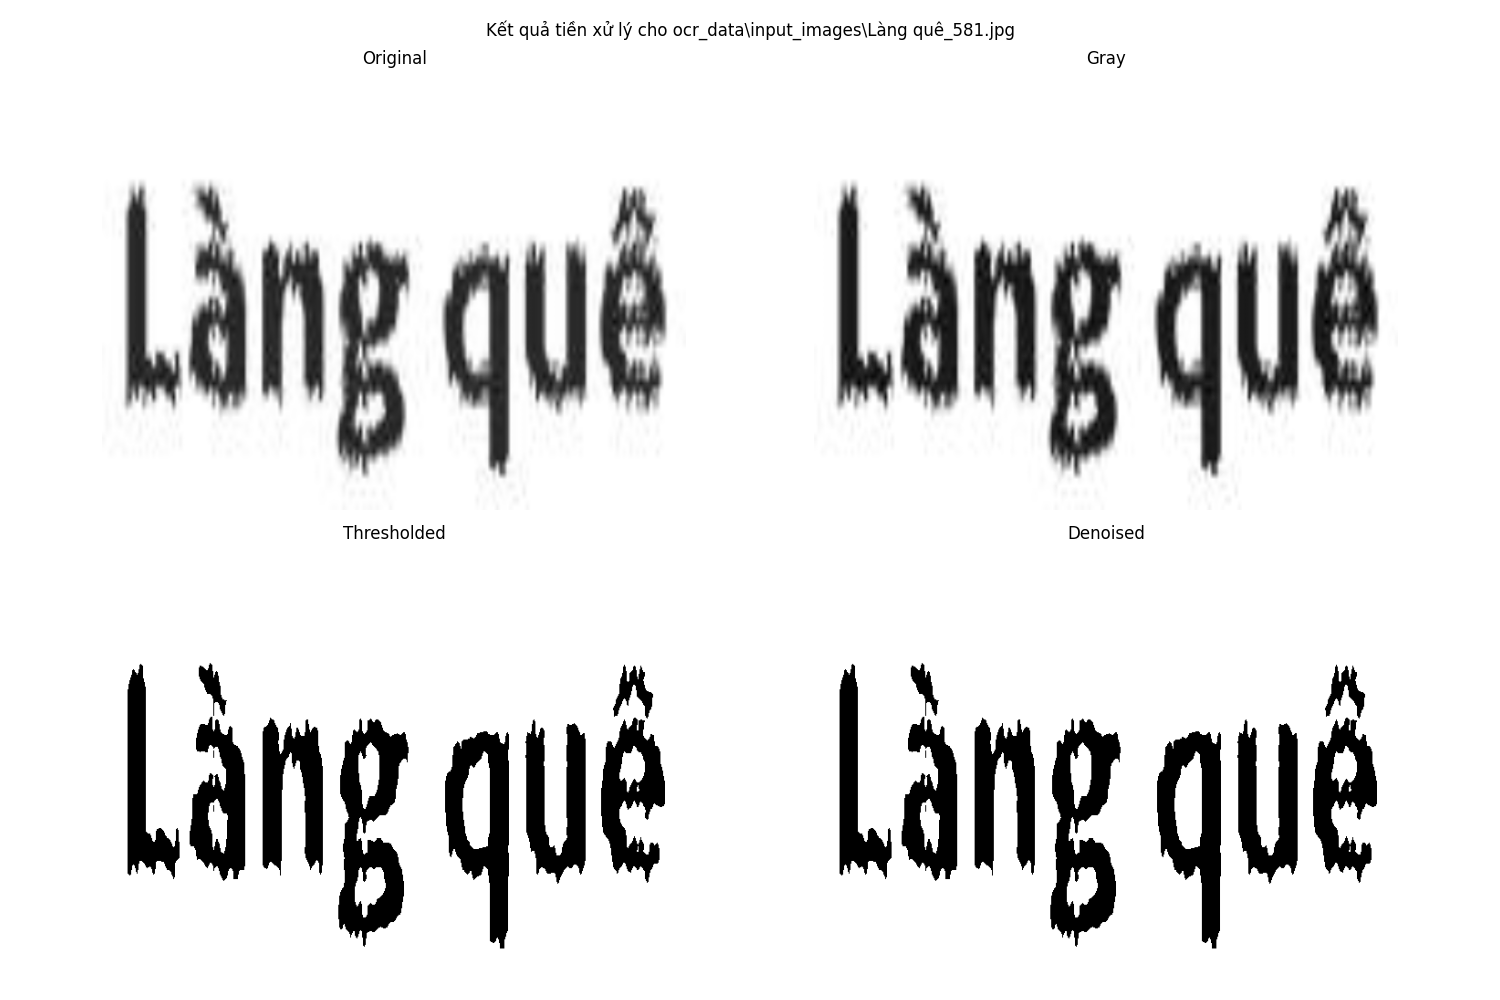 Kết quả tiền xử lý cho ocr_data\input_images\Làng quê_581.jpg
Original
Gray
Làng quê
Làng quê
Thresholded
Denoised
Làng quê
Làng quê